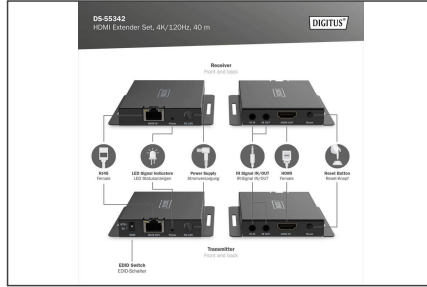 DS-55342
HDMI Extender Set, 4K/120Hz, 40 m
DIGITUS®
Receiver
Front and back
RJ45
Female
LED Signal Indication
LED Statusanzeigen
Power Supply
Stromversorgung
IR Signal IN/OUT
IR Signal IN/OUT
HDMI
Female
Reset Button
Reset-Knopf
Transmitter
Front and back
EDID Switch
EDID-Schalter